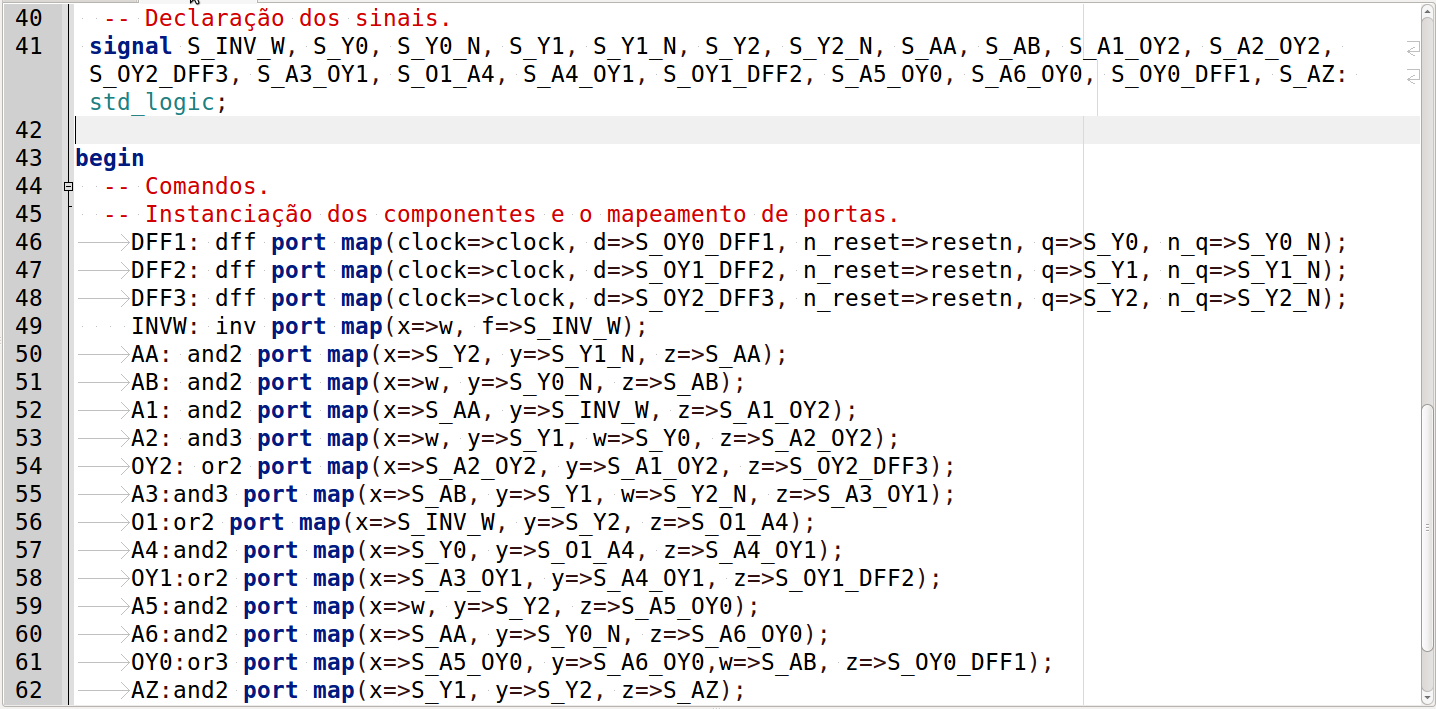 40 -- Declaração dos sinais.
41 signal S_INV_W, S_Y0, S_Y0_N, S_Y1, S_Y1_N, S_Y2, S_Y2_N, S_AA, S_AB, S_A1_OY2, S_A2_OY2,
S_OY2_DFF3, S_A3_OY1, S_O1_A4, S_A4_OY1, S_OY1_DFF2, S_A5_OY0, S_A6_OY0, S_OY0_DFF1, S_AZ:
std_logic;
42
43 begin
44 -- Comandos.
45 -- Instanciação dos componentes e o mapeamento de portas.
46 DFF1: dff port map(clock=>clock, d=>S_OY0_DFF1, n_reset=>resetn, q=>S_Y0, n_q=>S_Y0_N);
47 DFF2: dff port map(clock=>clock, d=>S_OY1_DFF2, n_reset=>resetn, q=>S_Y1, n_q=>S_Y1_N);
48 DFF3: dff port map(clock=>clock, d=>S_OY2_DFF3, n_reset=>resetn, q=>S_Y2, n_q=>S_Y2_N);
49 INVW: inv port map(x=>w, f=>S_INV_W);
50 AA: and2 port map(x=>S_Y2, y=>S_Y1_N, z=>S_AA);
51 AB: and2 port map(x=>w, y=>S_Y0_N, z=>S_AB);
52 A1: and2 port map(x=>S_AA, y=>S_INV_W, z=>S_A1_OY2);
53 A2: and3 port map(x=>w, y=>S_Y1, w=>S_Y0, z=>S_A2_OY2);
54 OY2: or2 port map(x=>S_A2_OY2, y=>S_A1_OY2, z=>S_OY2_DFF3);
55 A3:and3 port map(x=>S_AB, y=>S_Y1, w=>S_Y2_N, z=>S_A3_OY1);
56 O1:or2 port map(x=>S_INV_W, y=>S_Y2, z=>S_O1_A4);
57 A4:and2 port map(x=>S_Y0, y=>S_O1_A4, z=>S_A4_OY1);
58 OY1:or2 port map(x=>S_A3_OY1, y=>S_A4_OY1, z=>S_OY1_DFF2);
59 A5:and2 port map(x=>w, y=>S_Y2, z=>S_A5_OY0);
60 A6:and2 port map(x=>S_AA, y=>S_Y0_N, z=>S_A6_OY0);
61 OY0:or3 port map(x=>S_A5_OY0, y=>S_A6_OY0,w=>S_AB, z=>S_OY0_DFF1);
62 AZ:and2 port map(x=>S_Y1, y=>S_Y2, z=>S_AZ);